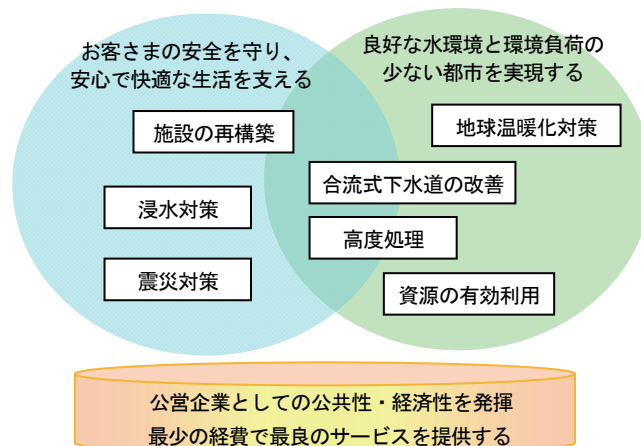 お客さまの安全を守り、
安心で快適な生活を支える
良好な水環境と環境負荷の
少ない都市を実現する
施設の再構築
地球温暖化対策
合流式下水道の改善
浸水対策
高度処理
震災対策
資源の有効利用
公営企業としての公共性・経済性を発揮
最少の経費で最良のサービスを提供する